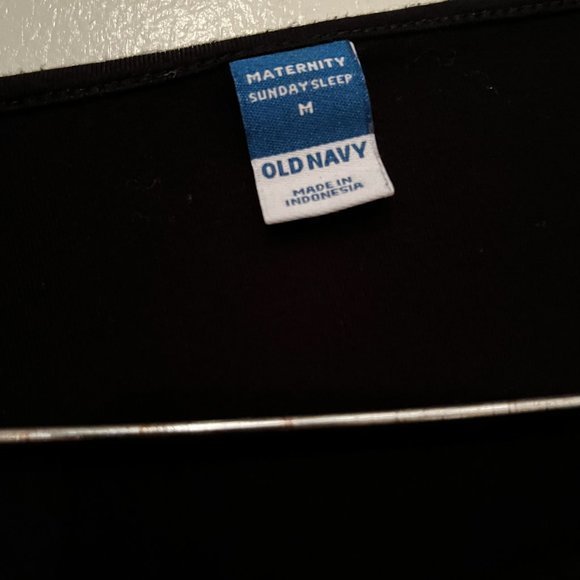 MATERNITY
SUNDAY SLEEP
M
OLD NAVY
MADE IN
INDONESIA